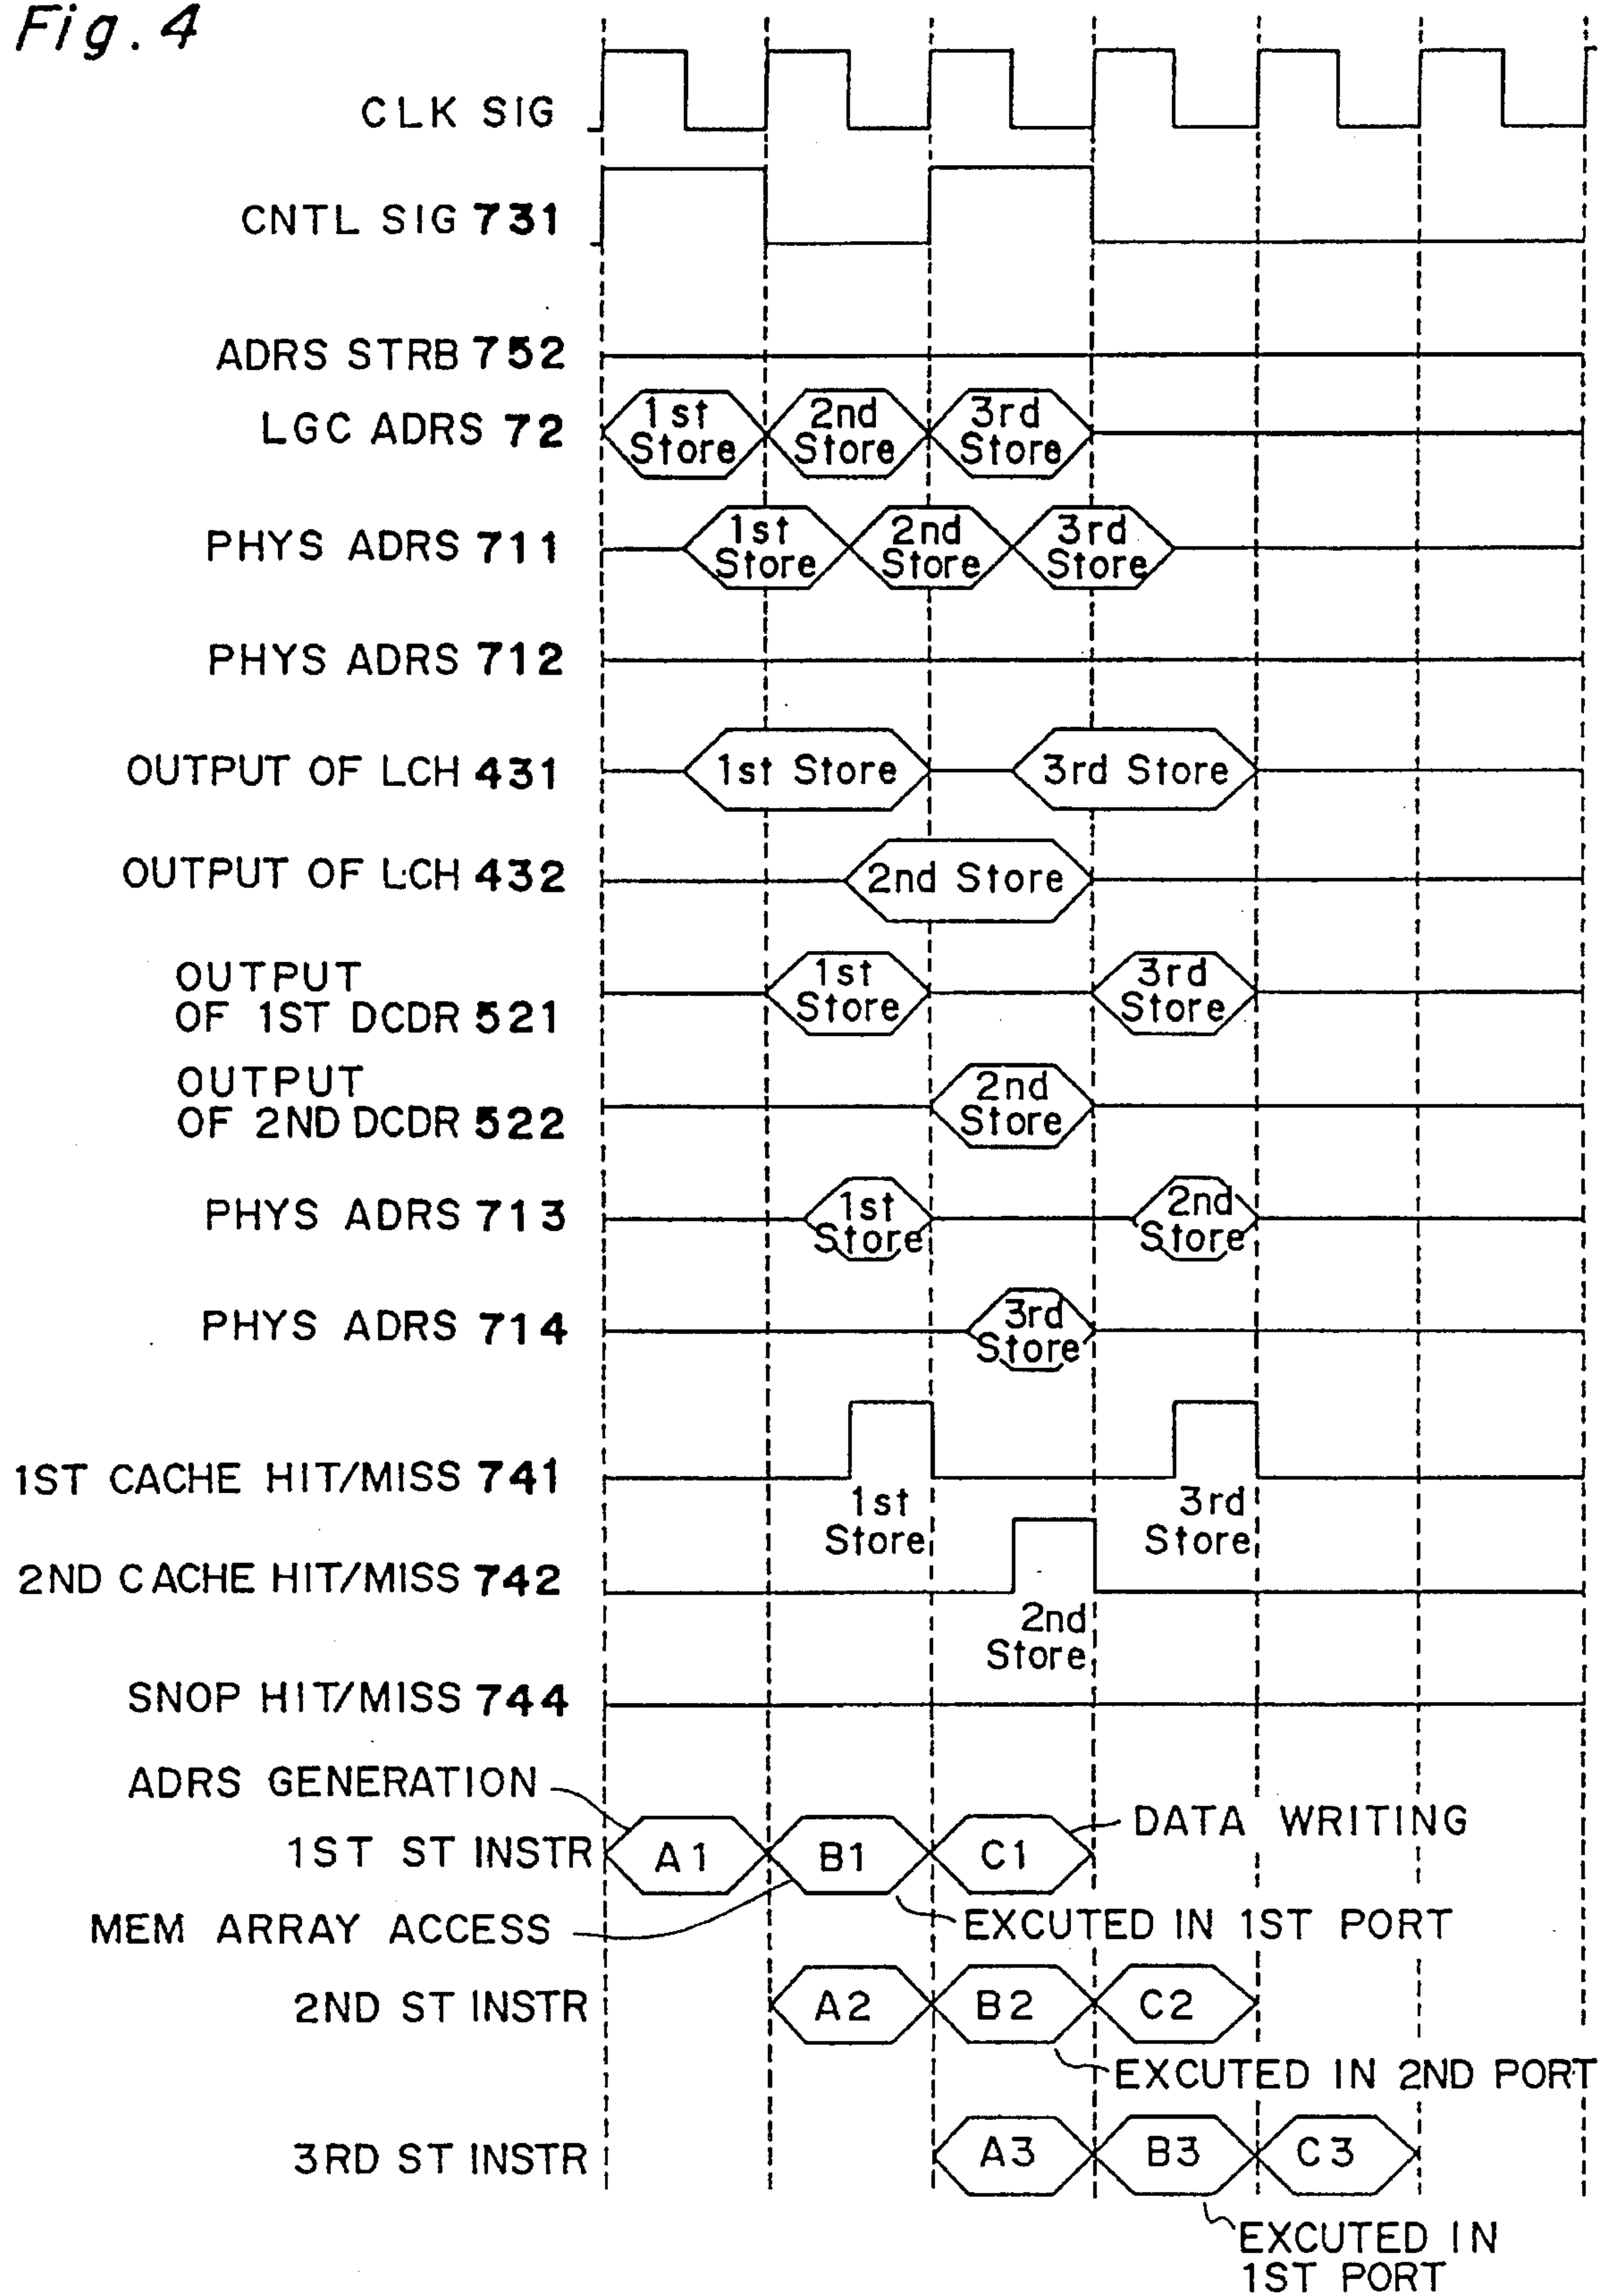 Fig. 4
CLK SIG
CNTL SIG 731
ADRS STRB 752
LGC ADRS 72
1st Store
2nd Store
3rd Store
PHYS ADRS 711
1st Store
2nd Store
3rd Store
PHYS ADRS 712
OUTPUT OF LCH 431
1st Store
3rd Store
OUTPUT OF LCH 432
2nd Store
OUTPUT
OF 1ST DCDR 521
1st Store
3rd Store
OUTPUT
OF 2ND DCDR 522
2nd Store
PHYS ADRS 713
1st Store
2nd Store
PHYS ADRS 714
3rd Store
1ST CACHE HIT/MISS 741
1st Store
3rd Store
2ND CACHE HIT/MISS 742
2nd Store
SNOP HIT/MISS 744
ADRS GENERATION
1ST ST INSTR
A1
B1
C1
DATA WRITING
MEM ARRAY ACCESS
EXCUTED IN 1ST PORT
2ND ST INSTR
A2
B2
C2
EXCUTED IN 2ND PORT
3RD ST INSTR
A3
B3
C3
EXCUTED IN
1ST PORT